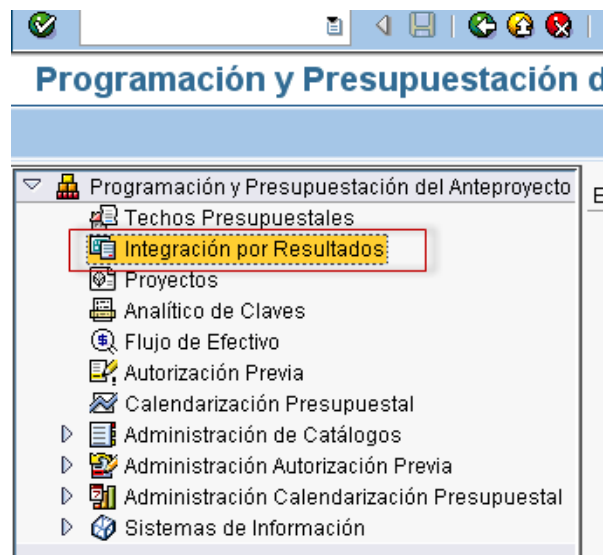 Programación y Presupuestación d
Programación y Presupuestación del Anteproyecto
E
Techos Presupuestales
Integración por Resultados
Proyectos
Analítico de Claves
Flujo de Efectivo
Autorización Previa
Calendarización Presupuestal
Administración de Catálogos
Administración Autorización Previa
Administración Calendarización Presupuestal
Sistemas de Información